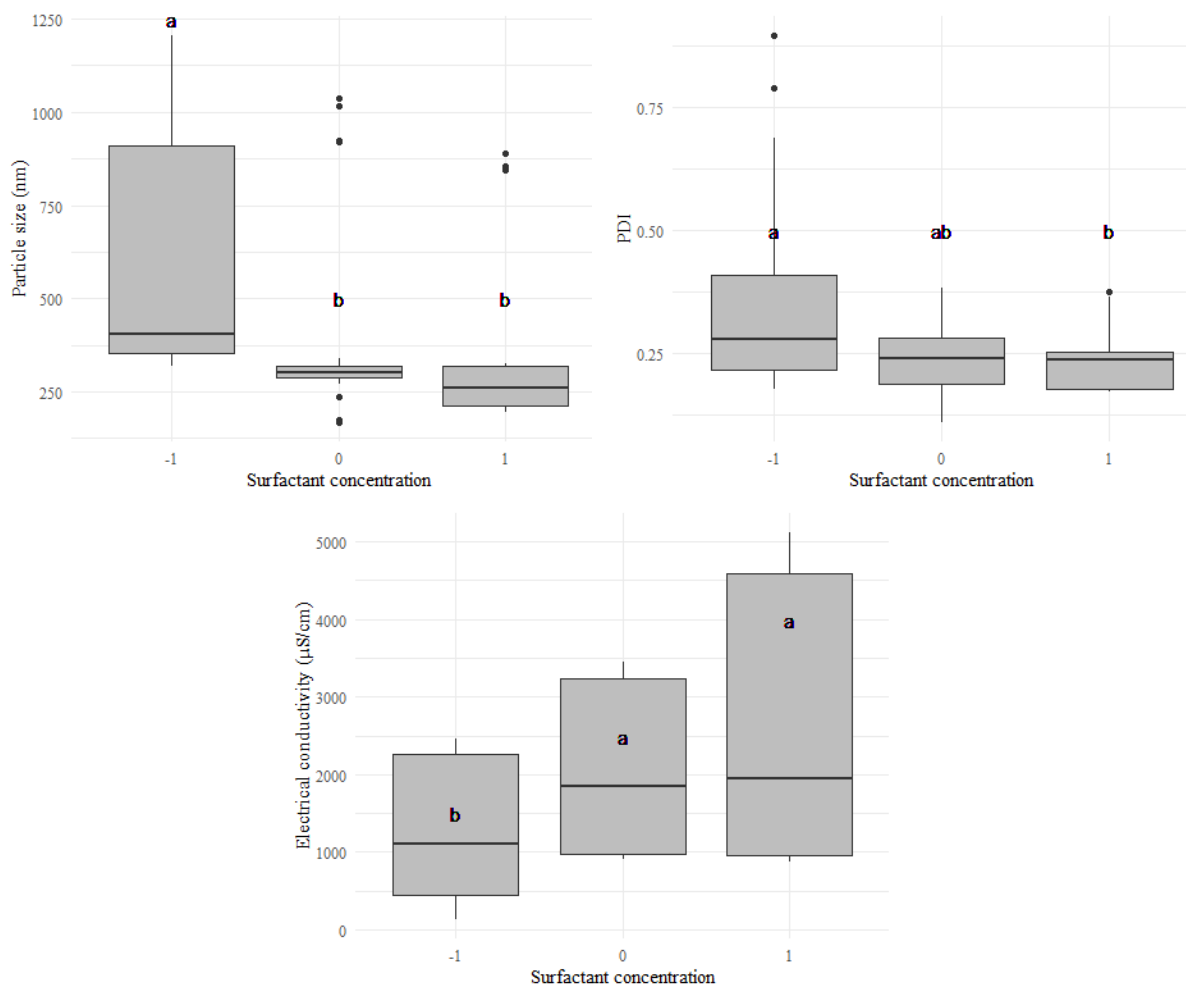 1250
1000
750
500
250
Particle size (nm)
a
b
b
-1
0
1
Surfactant concentration
0.75
0.50
0.25
PDI
a
ab
b
-1
0
1
Surfactant concentration
5000
4000
3000
2000
1000
0
Electrical conductivity (µS/cm)
b
a
a
-1
0
1
Surfactant concentration